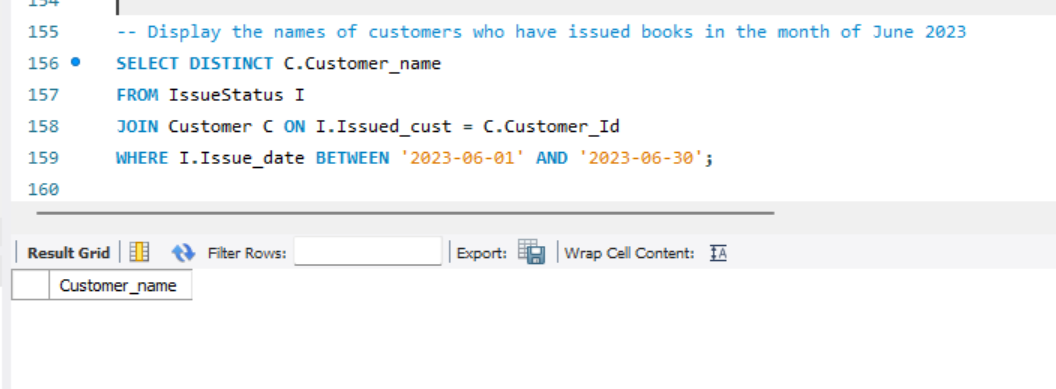 154
155 -- Display the names of customers who have issued books in the month of June 2023
156 SELECT DISTINCT C.Customer_name
157 FROM IssueStatus I
158 JOIN Customer C ON I.Issued_cust = C.Customer_Id
159 WHERE I.Issue_date BETWEEN '2023-06-01' AND '2023-06-30';
160
Result Grid Filter Rows: Export: Wrap Cell Content: IA
Customer_name